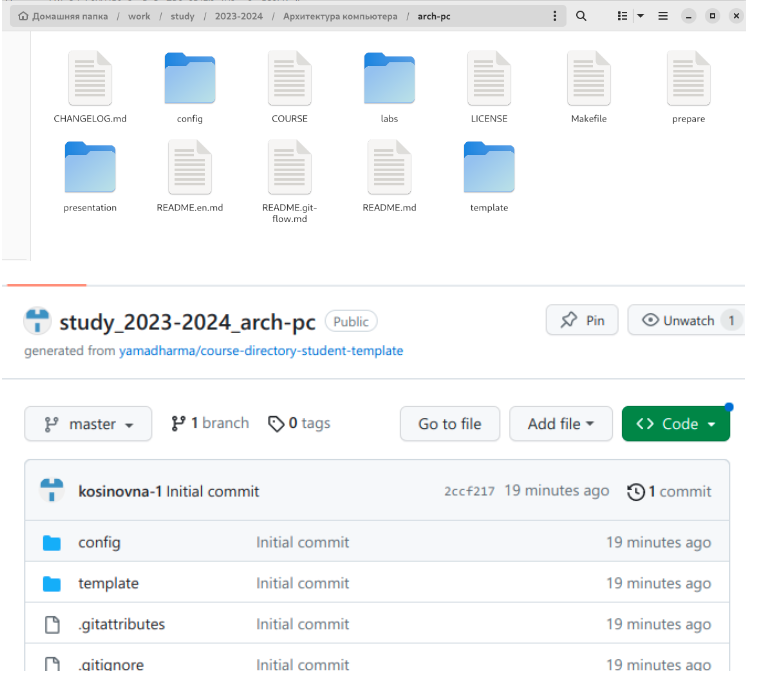 Домашняя папка / work / study / 2023-2024 / Архитектура компьютера / arch-pc
CHANGELOG.md config COURSE labs LICENSE Makefile prepare
presentation README.en.md README.git-flow.md README.md template
study_2023-2024_arch-pc Public Pin Unwatch 1
generated from yamadharma/course-directory-student-template
master 1 branch 0 tags Go to file Add file <> Code
kosinovna-1 Initial commit 2ccf217 19 minutes ago 1 commit
config Initial commit 19 minutes ago
template Initial commit 19 minutes ago
.gitattributes Initial commit 19 minutes ago
.gitignore Initial commit 19 minutes ago